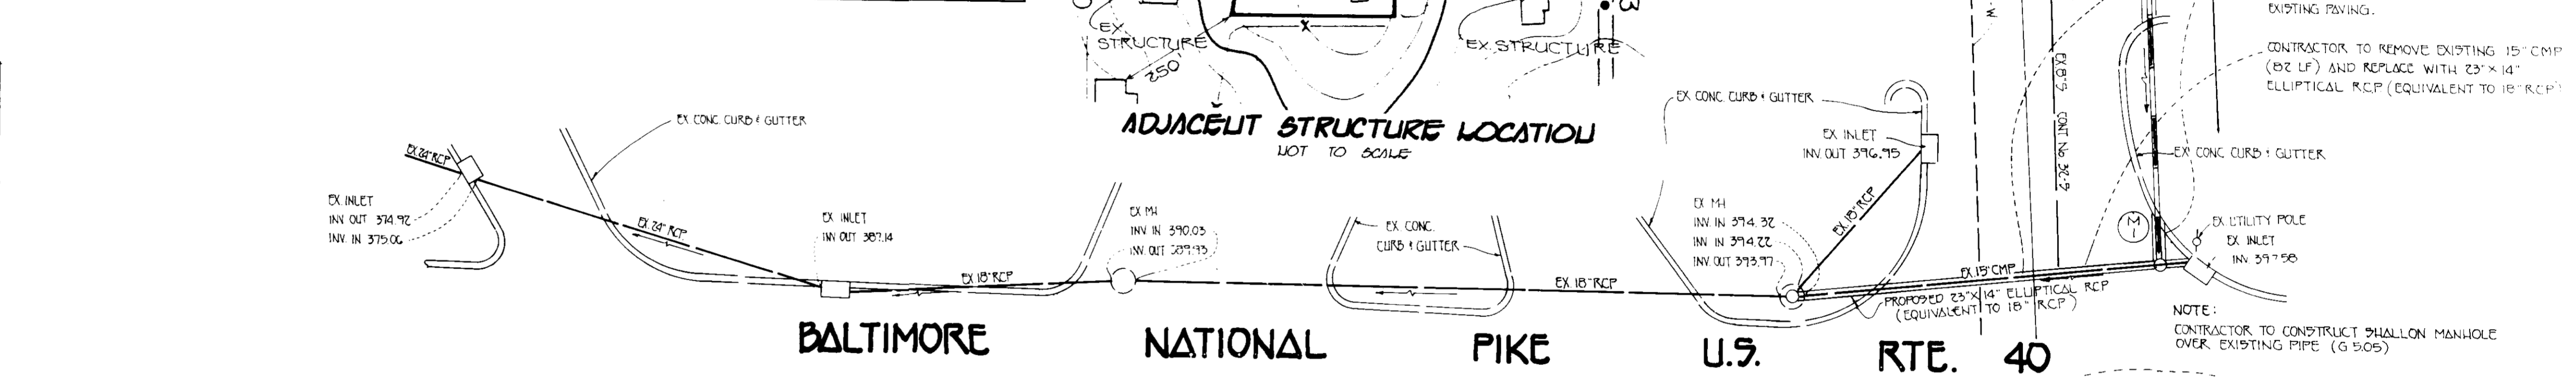 EX.
STRUCTURE
250'
X
EX. STRUCTURE
ADJACENT STRUCTURE LOCATION
NOT TO SCALE
W
EX. 8"S CONT No 32-S
EXISTING PAVING.
CONTRACTOR TO REMOVE EXISTING 15" CMP
(82 LF) AND REPLACE WITH 23" X 14"
ELLIPTICAL RCP (EQUIVALENT TO 18" RCP)
EX. 24" RCP
EX. INLET
INV OUT 374.92
INV. IN 375.06
EX. CONC. CURB & GUTTER
EX. 24" RCP
EX INLET
INV OUT 387.14
EX. 18" RCP
EX MH
INV IN 390.03
INV. OUT 389.93
EX. CONC.
CURB & GUTTER
EX. 18" RCP
EX CONC. CURB & GUTTER
EX INLET
INV. OUT 396.95
EX. 18" RCP
EX MH
INV. IN 394.32
INV IN 394.22
INV. OUT 393.97
EX. 15" CMP
PROPOSED 23" X 14" ELLIPTICAL RCP
(EQUIVALENT TO 18" RCP)
EX CONC CURB & GUTTER
M
1
EX. UTILITY POLE
EX INLET
INV 397.58
NOTE:
CONTRACTOR TO CONSTRUCT SHALLON MANHOLE
OVER EXISTING PIPE (G 5.05)
BALTIMORE NATIONAL PIKE U.S. RTE. 40